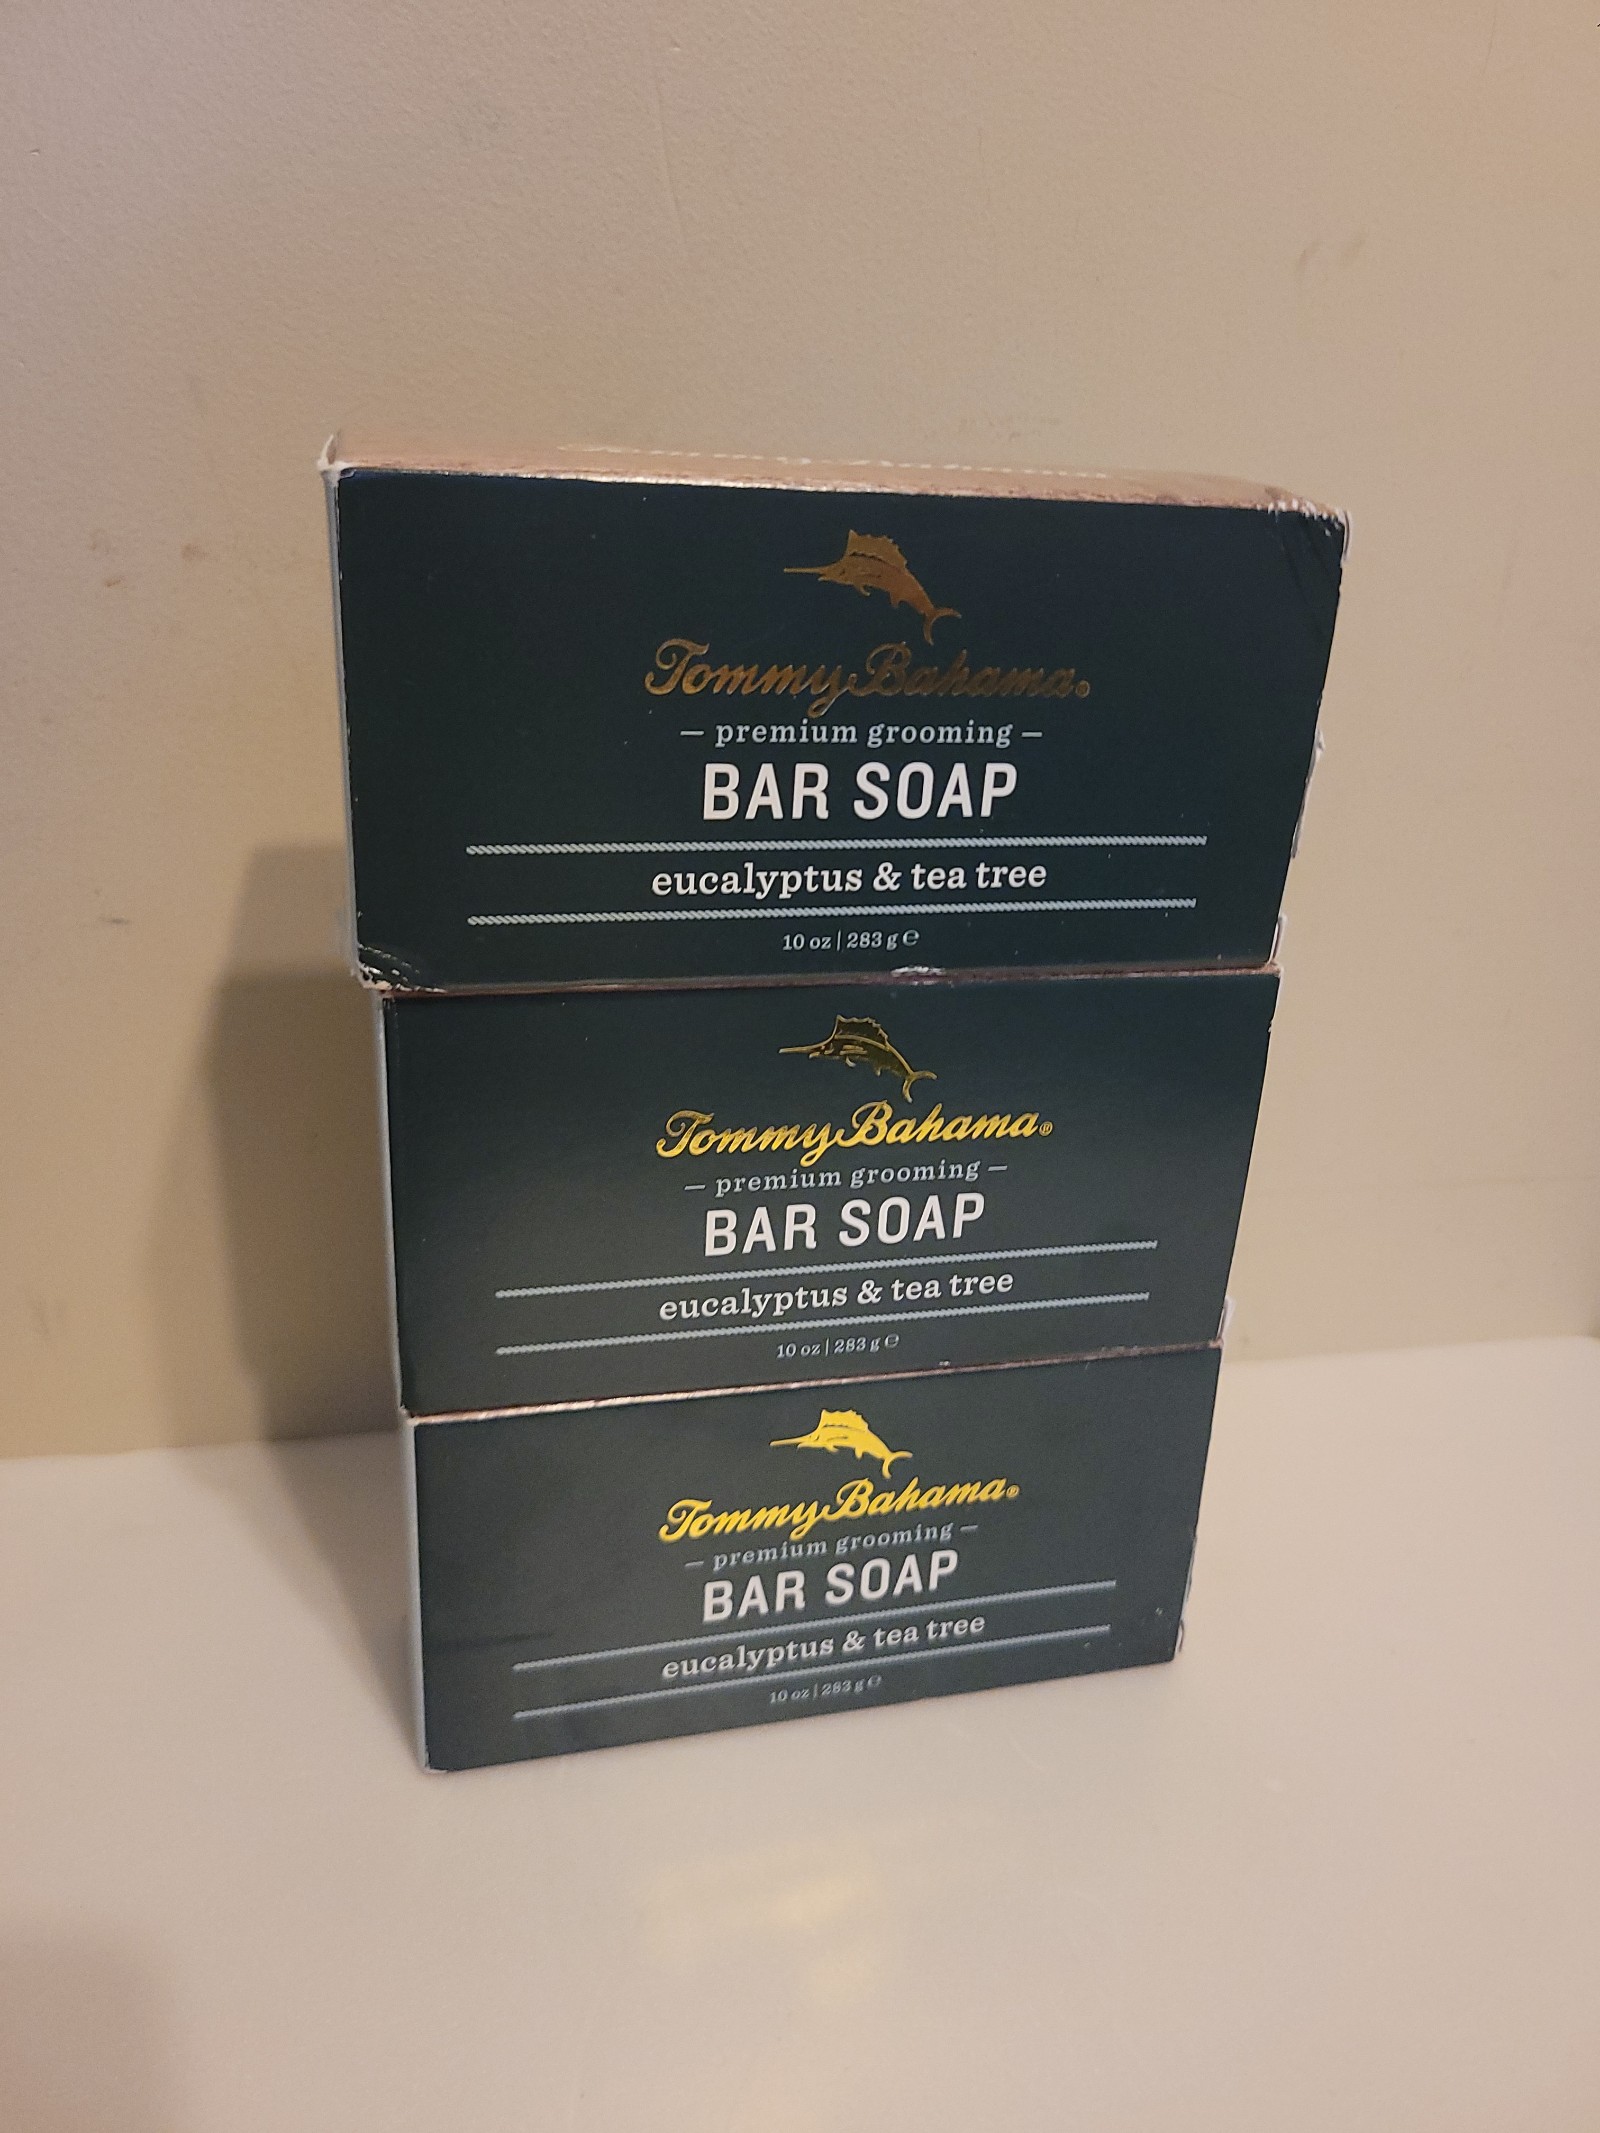 Tommy Bahama®
— premium grooming —
BAR SOAP
eucalyptus & tea tree
10 oz | 283 g ℮
Tommy Bahama®
— premium grooming —
BAR SOAP
eucalyptus & tea tree
10 oz | 283 g ℮
Tommy Bahama®
— premium grooming —
BAR SOAP
eucalyptus & tea tree
10 oz | 283 g ℮